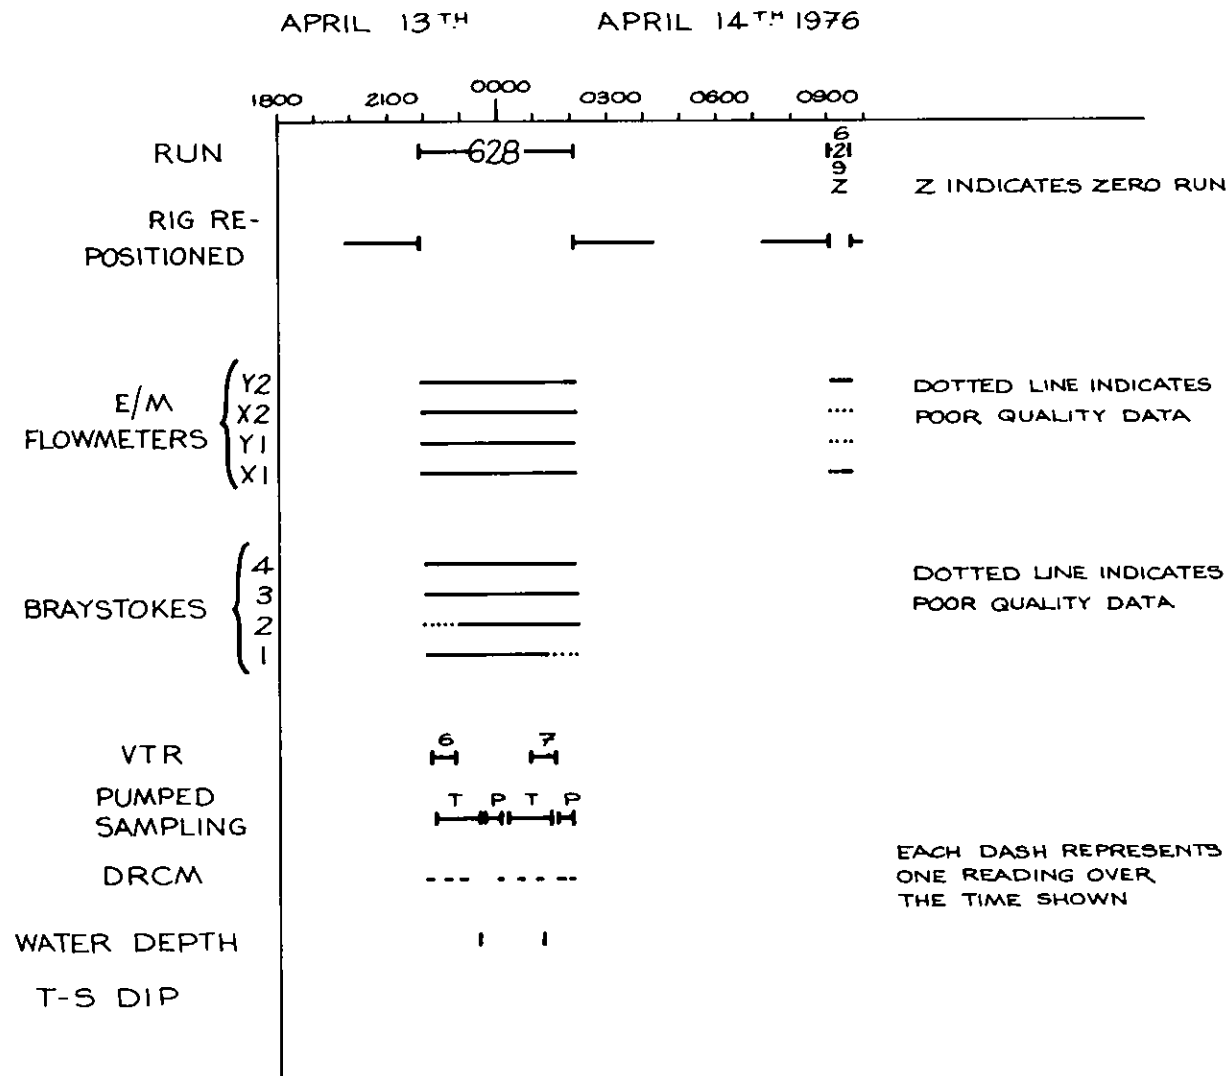 APRIL 13TH APRIL 14TH 1976
1800 2100 0000 0300 0600 0900
RUN 628 6
2
9
Z Z INDICATES ZERO RUN
RIG RE-
POSITIONED
E/M
FLOWMETERS
Y2 DOTTED LINE INDICATES
X2 POOR QUALITY DATA
Y1
X1
BRAYSTOKES
4 DOTTED LINE INDICATES
3 POOR QUALITY DATA
2
1
VTR 6 7
PUMPED
SAMPLING T P T P
DRCM
EACH DASH REPRESENTS
ONE READING OVER
THE TIME SHOWN
WATER DEPTH
T-S DIP